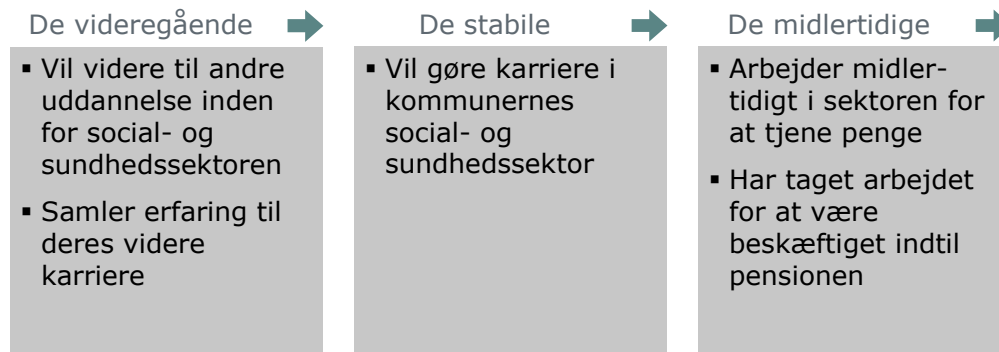 De videregående
▪ Vil videre til andre
uddannelse inden
for social- og
sundhedssektoren
▪ Samler erfaring til
deres videre
karriere
De stabile
▪ Vil gøre karriere i
kommunernes
social- og
sundhedssektor
De midlertidige
▪ Arbejder midler-
tidigt i sektoren for
at tjene penge
▪ Har taget arbejdet
for at være
beskæftiget indtil
pensionen